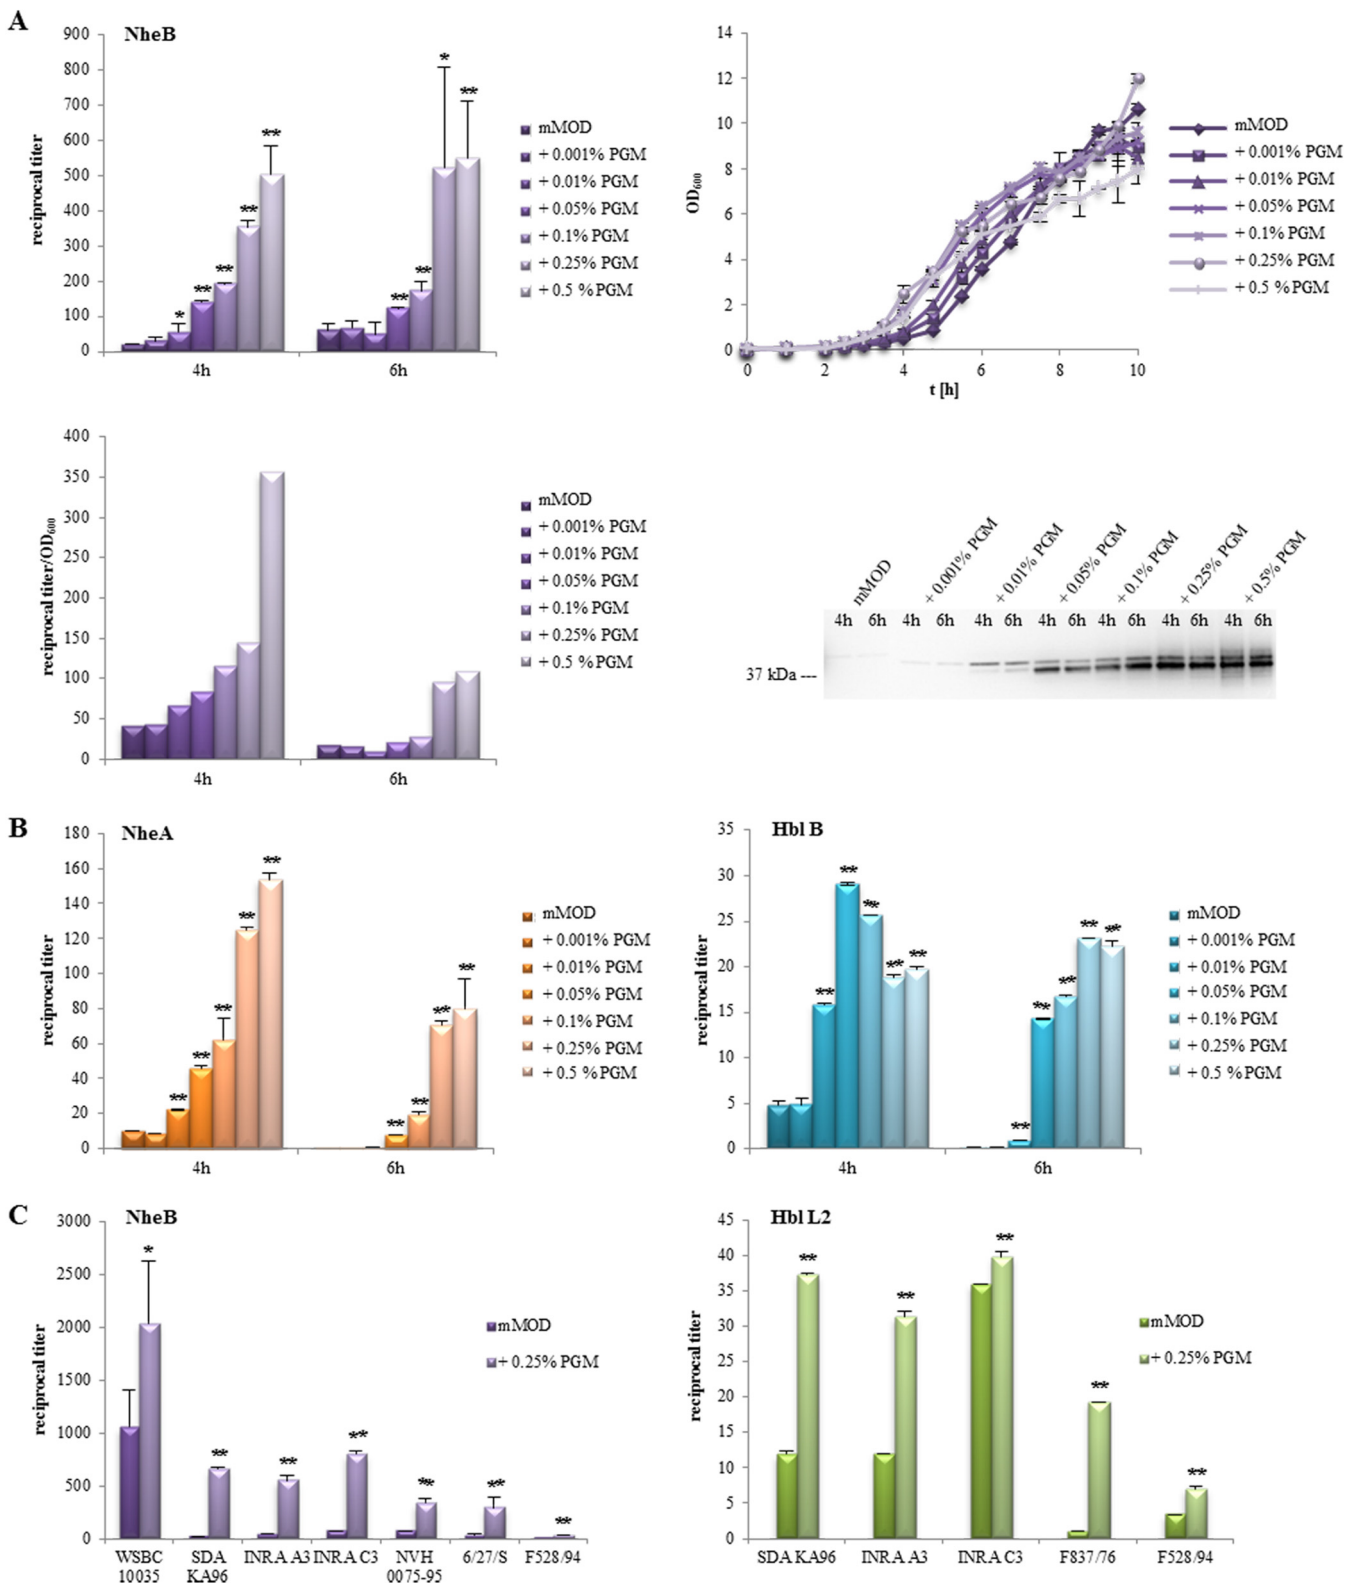 A
NheB
900
800
700
600
500
400
300
200
100
0
reciprocal titer
*
**
**
**
**
**
**
*
**
4h
6h
mMOD
+ 0.001% PGM
+ 0.01% PGM
+ 0.05% PGM
+ 0.1% PGM
+ 0.25% PGM
+ 0.5 %PGM
14
12
10
8
6
4
2
0
OD600
0 2 4 6 8 10
t [h]
mMOD
+ 0.001% PGM
+ 0.01% PGM
+ 0.05% PGM
+ 0.1% PGM
+ 0.25% PGM
+ 0.5 %PGM
400
350
300
250
200
150
100
50
0
reciprocal titer/OD600
4h
6h
mMOD
+ 0.001% PGM
+ 0.01% PGM
+ 0.05% PGM
+ 0.1% PGM
+ 0.25% PGM
+ 0.5 %PGM
mMOD
+ 0.001% PGM
+ 0.01% PGM
+ 0.05% PGM
+ 0.1% PGM
+ 0.25% PGM
+ 0.5% PGM
4h 6h 4h 6h 4h 6h 4h 6h 4h 6h 4h 6h 4h 6h
37 kDa ---
B
NheA
180
160
140
120
100
80
60
40
20
0
reciprocal titer
**
**
**
**
**
**
**
**
**
4h
6h
mMOD
+ 0.001% PGM
+ 0.01% PGM
+ 0.05% PGM
+ 0.1% PGM
+ 0.25% PGM
+ 0.5 %PGM
Hbl B
35
30
25
20
15
10
5
0
reciprocal titer
**
**
**
**
**
**
**
**
**
**
4h
6h
mMOD
+ 0.001% PGM
+ 0.01% PGM
+ 0.05% PGM
+ 0.1% PGM
+ 0.25% PGM
+ 0.5 %PGM
C
NheB
3000
2500
2000
1500
1000
500
0
reciprocal titer
*
**
**
**
**
**
**
WSBC 10035
SDA KA96
INRA A3
INRA C3
NVH 0075-95
6/27/S
F528/94
mMOD
+ 0.25% PGM
Hbl L2
45
40
35
30
25
20
15
10
5
0
reciprocal titer
**
**
**
**
**
SDA KA96
INRA A3
INRA C3
F837/76
F528/94
mMOD
+ 0.25% PGM